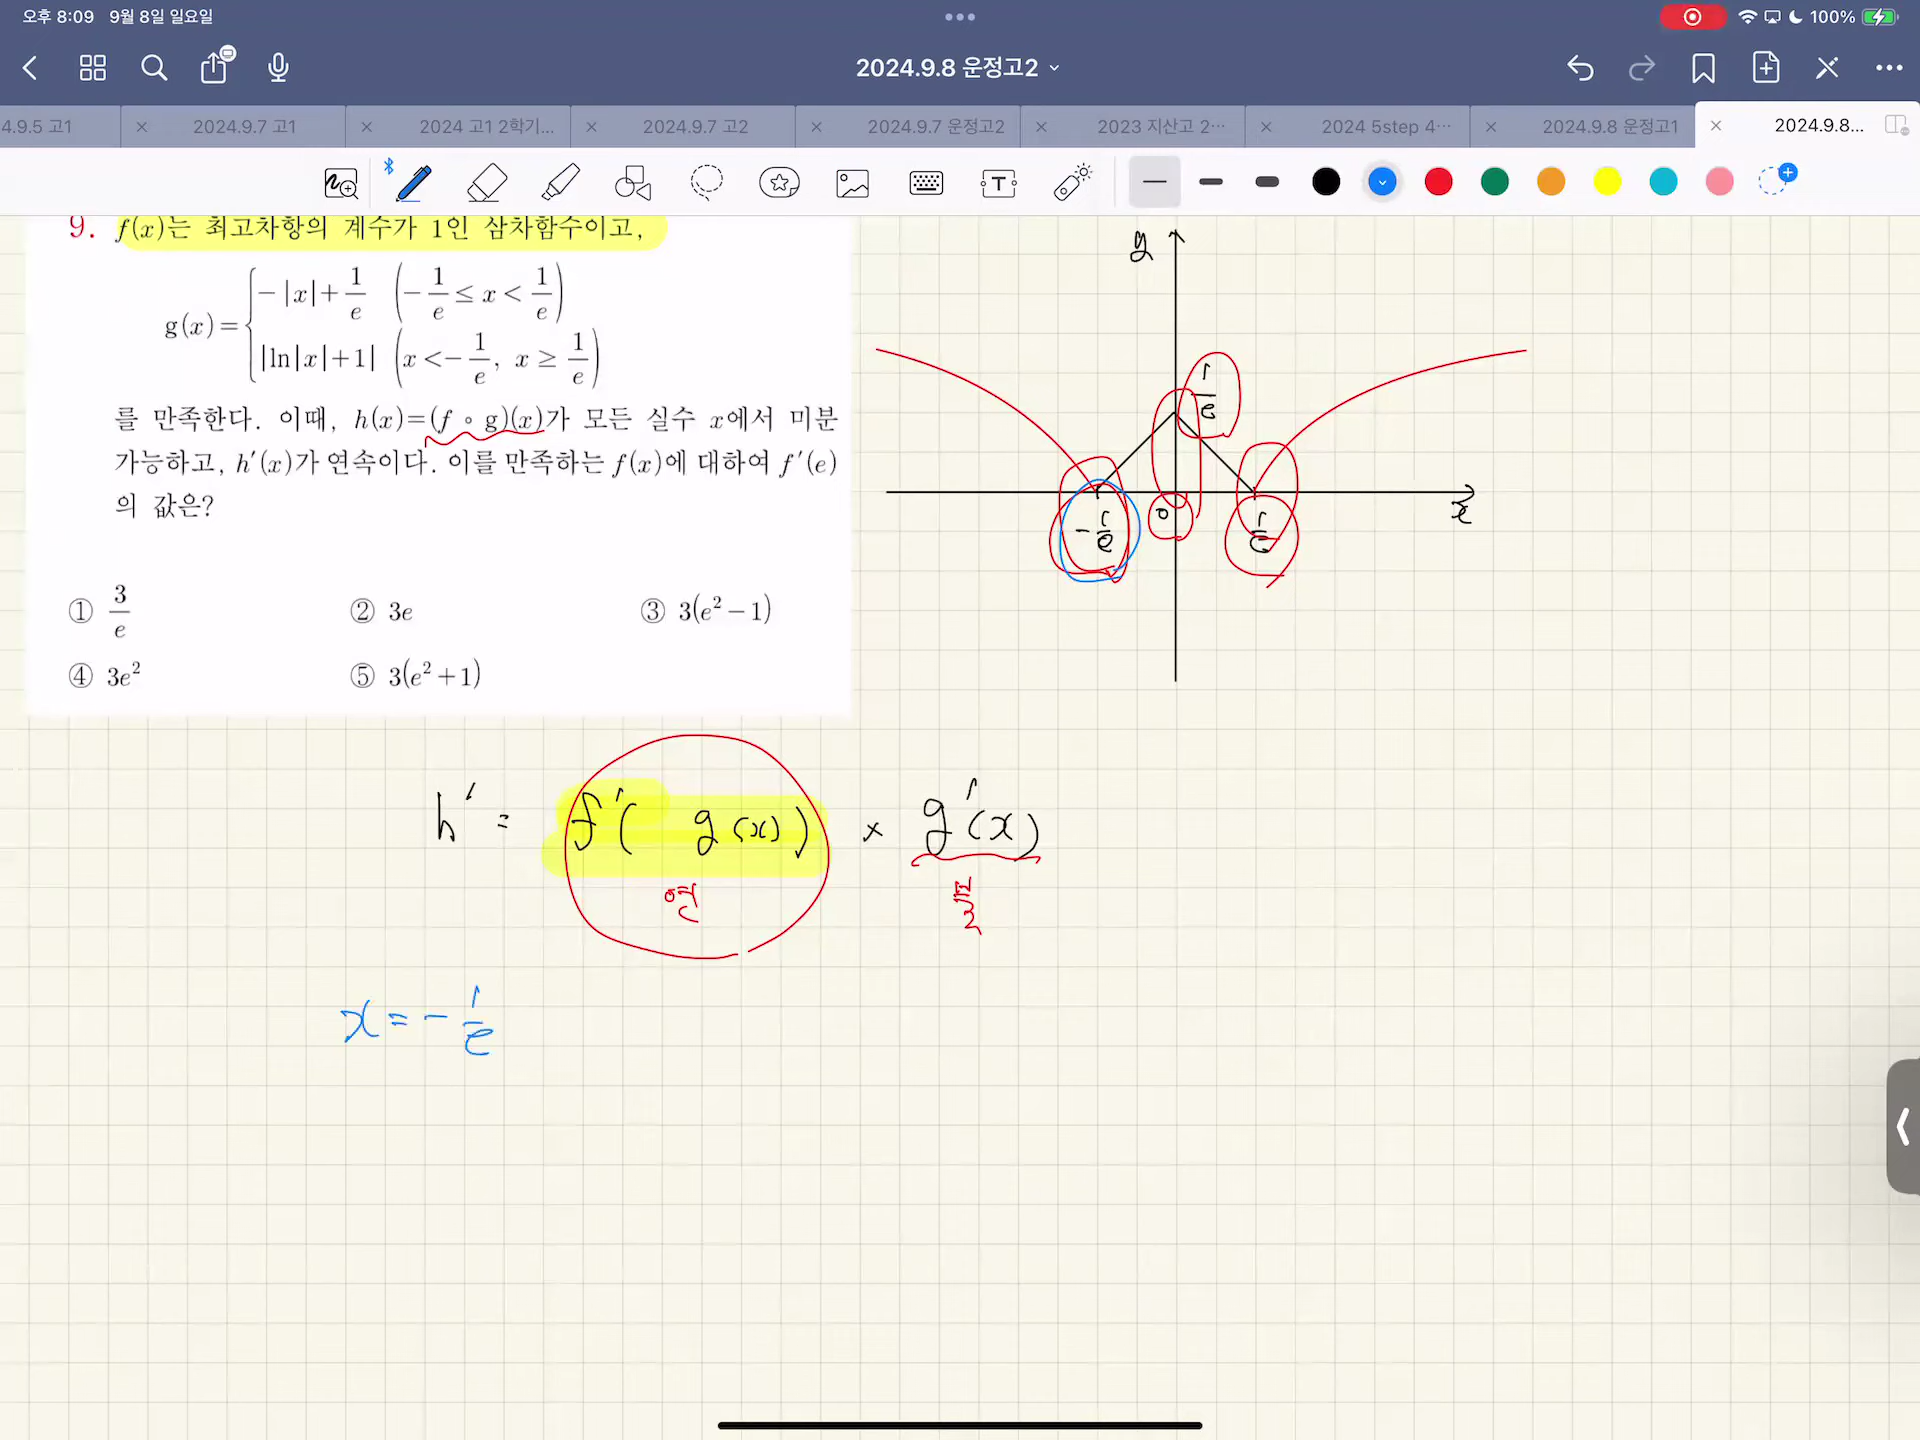 오후 8:09 9월 8일 일요일
100%
2024.9.8 운정고2
4.9.5 고1
2024.9.7 고1
2024 고1 2학기...
2024.9.7 고2
2024.9.7 운정고2
2023 지산고 2...
2024 5step 4...
2024.9.8 운정고1
2024.9.8...
9. f(x)는 최고차항의 계수가 1인 삼차함수이고,
g(x)={ -|x|+1/e (-1/e ≤ x < 1/e)
|ln|x|+1| (x <-1/e, x ≥ 1/e)
를 만족한다. 이때, h(x)=(f∘g)(x)가 모든 실수 x에서 미분
가능하고, h′(x)가 연속이다. 이를 만족하는 f(x)에 대하여 f′(e)
의 값은?
① 3/e ② 3e ③ 3(e²-1)
④ 3e² ⑤ 3(e²+1)
y
1/e
-1/e 0 1/e x
h′ = f′( g(x)) × g′(x)
연
x = -1/e